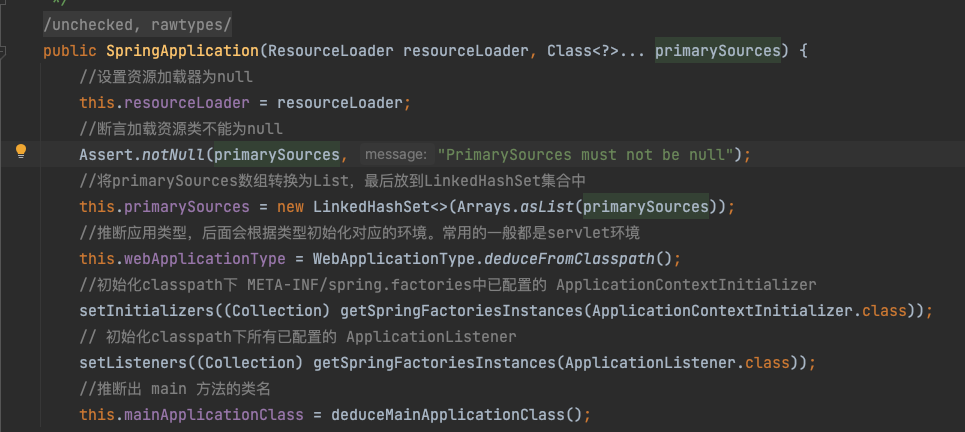 */
/unchecked, rawtypes/
public SpringApplication(ResourceLoader resourceLoader, Class<?>... primarySources) {
//设置资源加载器为null
this.resourceLoader = resourceLoader;
//断言加载资源类不能为null
Assert.notNull(primarySources, message: "PrimarySources must not be null");
//将primarySources数组转换为List，最后放到LinkedHashSet集合中
this.primarySources = new LinkedHashSet<>(Arrays.asList(primarySources));
//推断应用类型，后面会根据类型初始化对应的环境。常用的一般都是servlet环境
this.webApplicationType = WebApplicationType.deduceFromClasspath();
//初始化classpath下 META-INF/spring.factories中已配置的 ApplicationContextInitializer
setInitializers((Collection) getSpringFactoriesInstances(ApplicationContextInitializer.class));
// 初始化classpath下所有已配置的 ApplicationListener
setListeners((Collection) getSpringFactoriesInstances(ApplicationListener.class));
//推断出 main 方法的类名
this.mainApplicationClass = deduceMainApplicationClass();